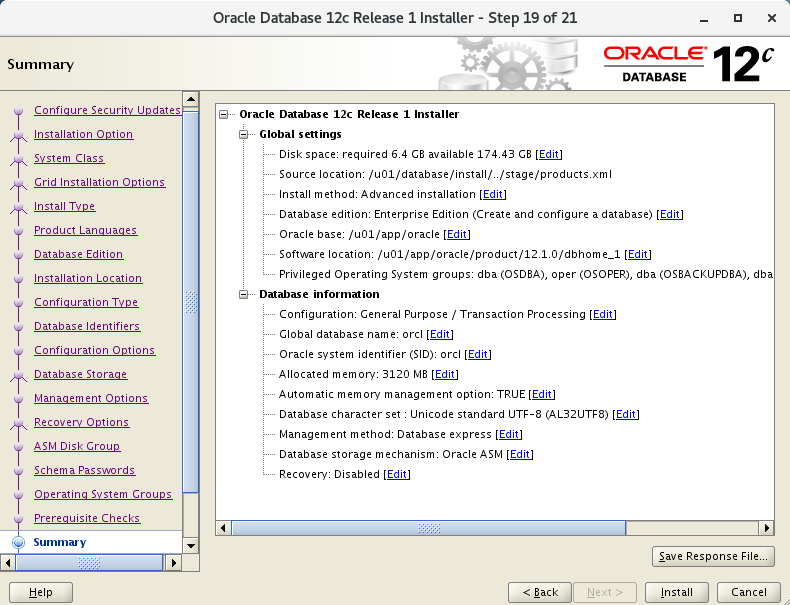 Oracle Database 12c Release 1 Installer - Step 19 of 21
Summary
ORACLE
DATABASE
12c
Configure Security Updates
Installation Option
System Class
Grid Installation Options
Install Type
Product Languages
Database Edition
Installation Location
Configuration Type
Database Identifiers
Configuration Options
Database Storage
Management Options
Recovery Options
ASM Disk Group
Schema Passwords
Operating System Groups
Prerequisite Checks
Summary
Oracle Database 12c Release 1 Installer
Global settings
Disk space: required 6.4 GB available 174.43 GB [Edit]
Source location: /u01/database/install/../stage/products.xml
Install method: Advanced installation [Edit]
Database edition: Enterprise Edition (Create and configure a database) [Edit]
Oracle base: /u01/app/oracle [Edit]
Software location: /u01/app/oracle/product/12.1.0/dbhome_1 [Edit]
Privileged Operating System groups: dba (OSDBA), oper (OSOPER), dba (OSBACKUPDBA), dba
Database information
Configuration: General Purpose / Transaction Processing [Edit]
Global database name: orcl [Edit]
Oracle system identifier (SID): orcl [Edit]
Allocated memory: 3120 MB [Edit]
Automatic memory management option: TRUE [Edit]
Database character set : Unicode standard UTF-8 (AL32UTF8) [Edit]
Management method: Database express [Edit]
Database storage mechanism: Oracle ASM [Edit]
Recovery: Disabled [Edit]
Save Response File...
Help
< Back
Next >
Install
Cancel